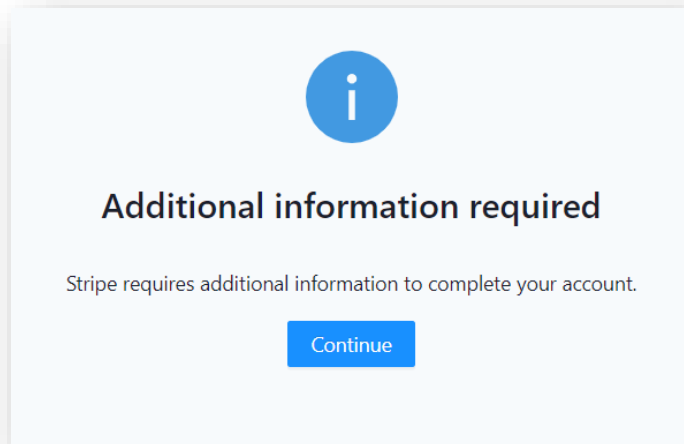 Additional information required
Stripe requires additional information to complete your account.
Continue